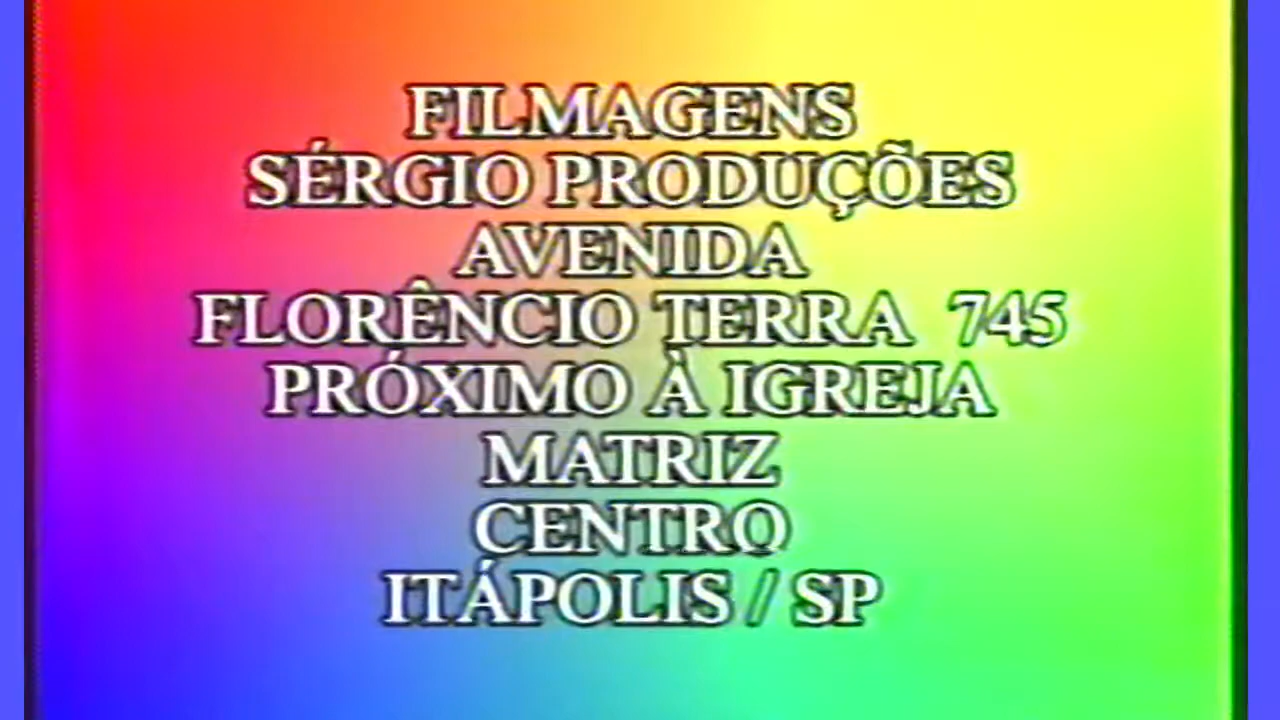 FILMAGENS
SÉRGIO PRODUÇÕES
AVENIDA
FLORÊNCIO TERRA  745
PRÓXIMO À IGREJA
MATRIZ
CENTRO
ITÁPOLIS / SP